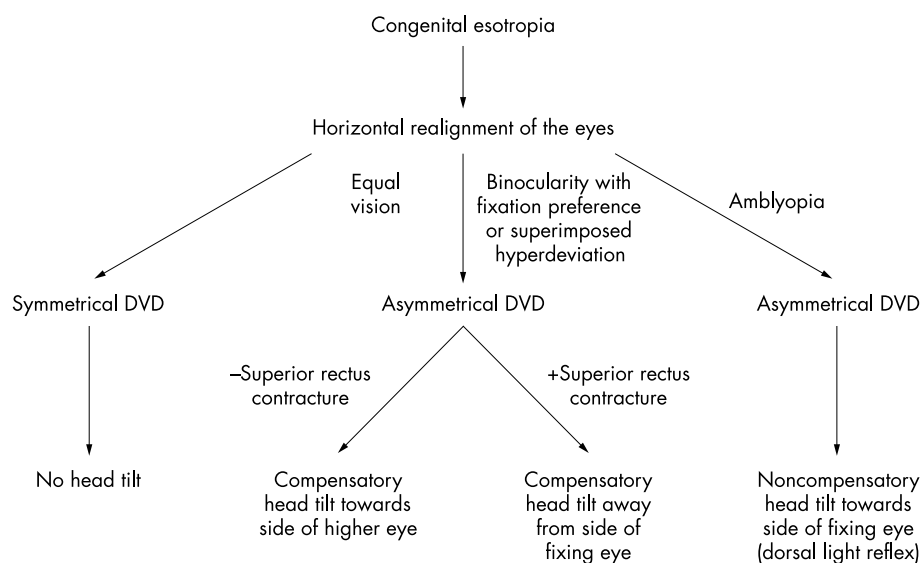 Congenital esotropia
Horizontal realignment of the eyes
Equal
vision
Binocularity with
fixation preference
or superimposed
hyperdeviation
Amblyopia
Symmetrical DVD
Asymmetrical DVD
Asymmetrical DVD
–Superior rectus
contracture
+Superior rectus
contracture
No head tilt
Compensatory
head tilt towards
side of higher eye
Compensatory
head tilt away
from side of
fixing eye
Noncompensatory
head tilt towards
side of fixing eye
(dorsal light reflex)